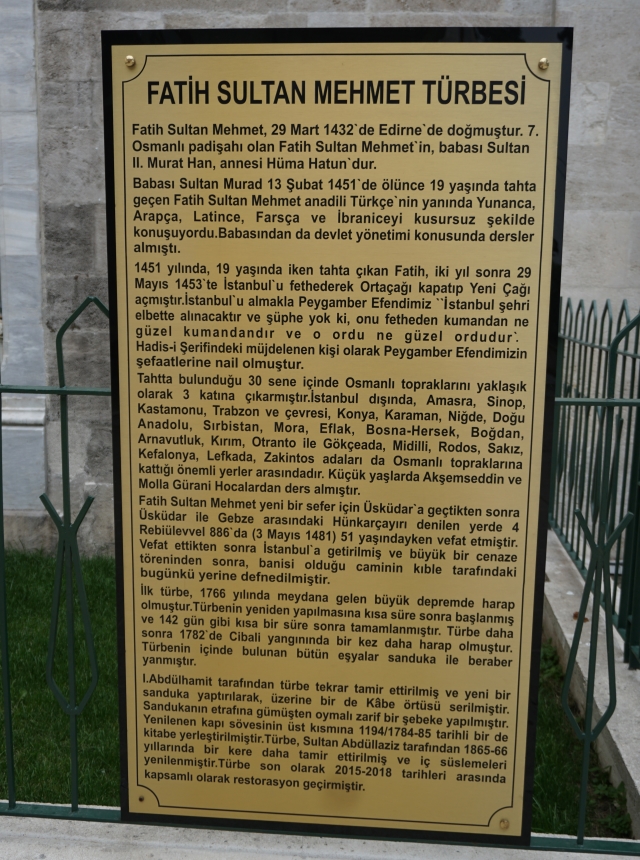 FATİH SULTAN MEHMET TÜRBESİ
Fatih Sultan Mehmet, 29 Mart 1432`de Edirne`de doğmuştur. 7.
Osmanlı padişahı olan Fatih Sultan Mehmet`in, babası Sultan
II. Murat Han, annesi Hüma Hatun`dur.
Babası Sultan Murad 13 Şubat 1451`de ölünce 19 yaşında tahta
geçen Fatih Sultan Mehmet anadili Türkçe`nin yanında Yunanca,
Arapça, Latince, Farsça ve İbraniceyi kusursuz şekilde
konuşuyordu.Babasından da devlet yönetimi konusunda dersler
almıştı.
1451 yılında, 19 yaşında iken tahta çıkan Fatih, iki yıl sonra 29
Mayıs 1453`te İstanbul`u fethederek Ortaçağı kapatıp Yeni Çağı
açmıştır.İstanbul`u almakla Peygamber Efendimiz ``İstanbul şehri
elbette alınacaktır ve şüphe yok ki, onu fetheden kumandan ne
güzel kumandandır ve o ordu ne güzel ordudur`.
Hadis-i Şerifindeki müjdelenen kişi olarak Peygamber Efendimizin
şefaatlerine nail olmuştur.
Tahtta bulunduğu 30 sene içinde Osmanlı topraklarını yaklaşık
olarak 3 katına çıkarmıştır.İstanbul dışında, Amasra, Sinop,
Kastamonu, Trabzon ve çevresi, Konya, Karaman, Niğde, Doğu
Anadolu, Sırbistan, Mora, Eflak, Bosna-Hersek, Boğdan,
Arnavutluk, Kırım, Otranto ile Gökçeada, Midilli, Rodos, Sakız,
Kefalonya, Lefkada, Zakintos adaları da Osmanlı topraklarına
kattığı önemli yerler arasındadır. Küçük yaşlarda Akşemseddin ve
Molla Gürani Hocalardan ders almıştır.
Fatih Sultan Mehmet yeni bir sefer için Üsküdar`a geçtikten sonra
Üsküdar ile Gebze arasındaki Hünkarçayırı denilen yerde 4
Rebiülevvel 886`da (3 Mayıs 1481) 51 yaşındayken vefat etmiştir.
Vefat ettikten sonra İstanbul`a getirilmiş ve büyük bir cenaze
töreninden sonra, banisi olduğu caminin kıble tarafındaki
bugünkü yerine defnedilmiştir.
İlk türbe, 1766 yılında meydana gelen büyük depremde harap
olmuştur.Türbenin yeniden yapılmasına kısa süre sonra başlanmış
ve 142 gün gibi kısa bir süre sonra tamamlanmıştır. Türbe daha
sonra 1782`de Cibali yangınında bir kez daha harap olmuştur.
Türbenin içinde bulunan bütün eşyalar sanduka ile beraber
yanmıştır.
I.Abdülhamit tarafından türbe tekrar tamir ettirilmiş ve yeni bir
sanduka yaptırılarak, üzerine bir de Kâbe örtüsü serilmiştir.
Sandukanın etrafına gümüşten oymalı zarif bir şebeke yapılmıştır.
Yenilenen kapı sövesinin üst kısmına 1194/1784-85 tarihli bir de
kitabe yerleştirilmiştir.Türbe, Sultan Abdüllaziz tarafından 1865-66
yıllarında bir kere daha tamir ettirilmiş ve iç süslemeleri
yenilenmiştir.Türbe son olarak 2015-2018 tarihleri arasında
kapsamlı olarak restorasyon geçirmiştir.